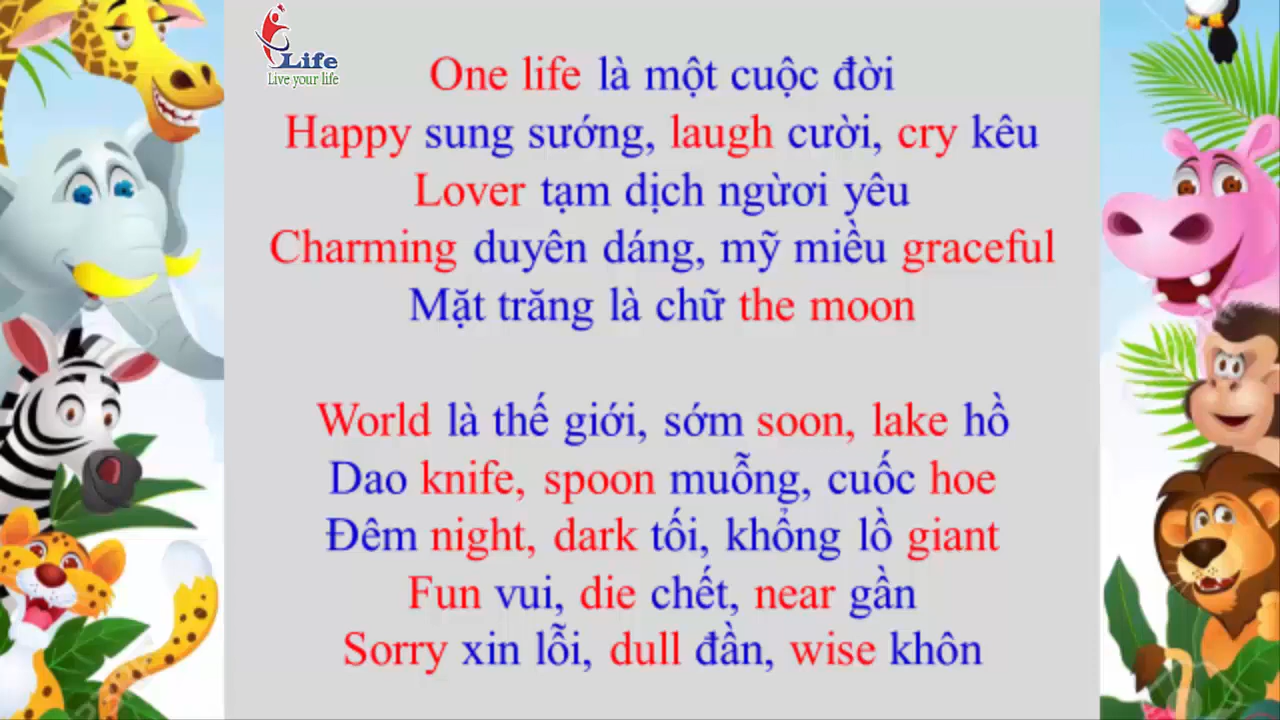 Life
Live your life
One life là một cuộc đời
Happy sung sướng, laugh cười, cry kêu
Lover tạm dịch ngừơi yêu
Charming duyên dáng, mỹ miều graceful
Mặt trăng là chữ the moon
World là thế giới, sớm soon, lake hồ
Dao knife, spoon muỗng, cuốc hoe
Đêm night, dark tối, khổng lồ giant
Fun vui, die chết, near gần
Sorry xin lỗi, dull đần, wise khôn